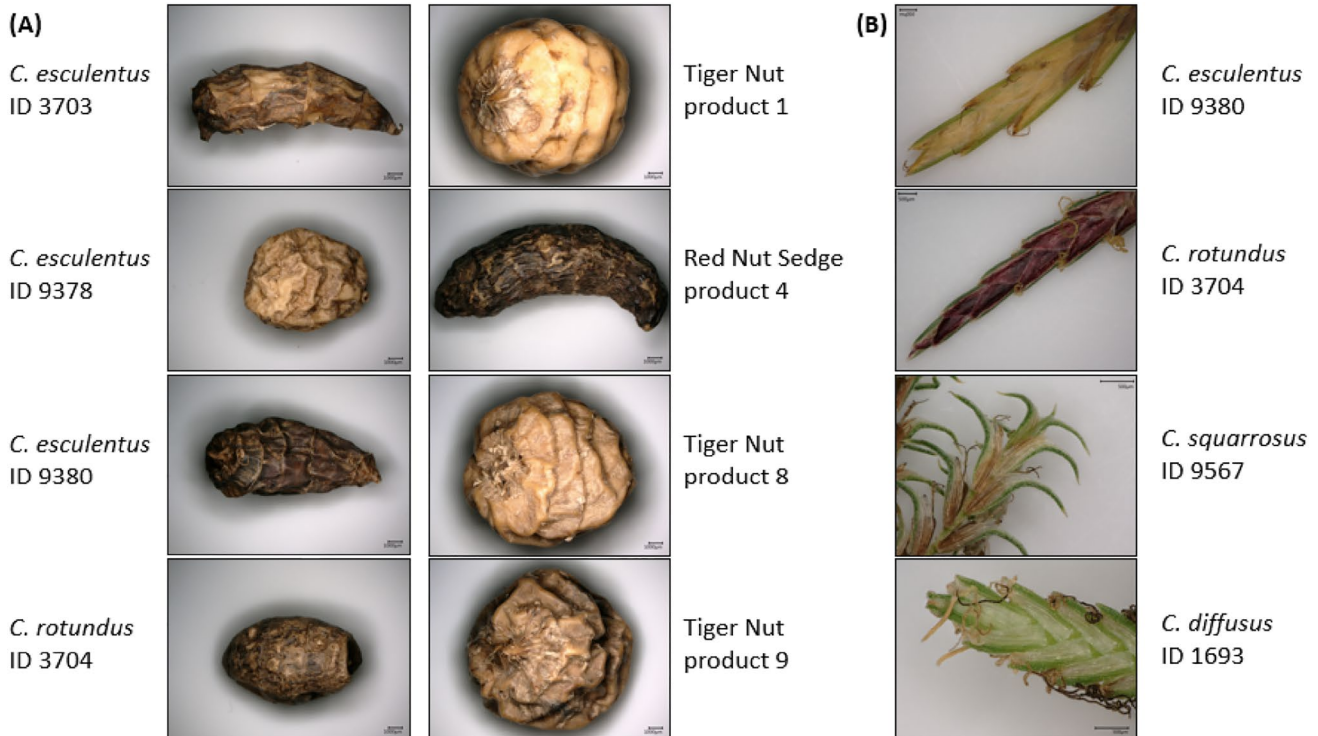 (A)
C. esculentus
ID 3703
Tiger Nut
product 1
C. esculentus
ID 9378
Red Nut Sedge
product 4
C. esculentus
ID 9380
Tiger Nut
product 8
C. rotundus
ID 3704
Tiger Nut
product 9
(B)
C. esculentus
ID 9380
C. rotundus
ID 3704
C. squarrosus
ID 9567
C. diffusus
ID 1693